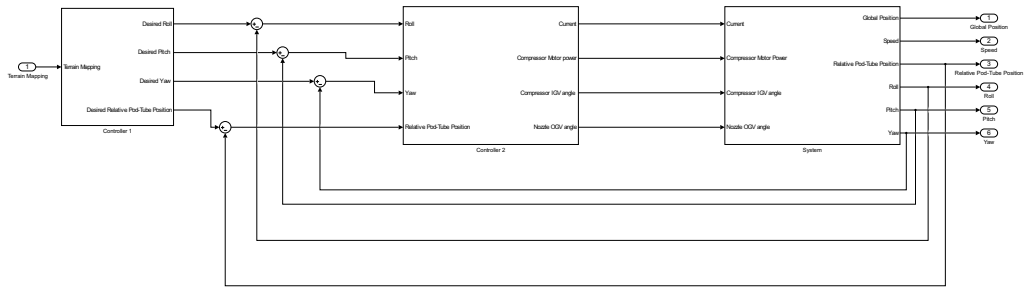 1
Terrain Mapping
Terrain Mapping
Desired Roll
Desired Pitch
Desired Yaw
Desired Relative Pod-Tube Position
Controller 1
Roll
Pitch
Yaw
Relative Pod-Tube Position
Current
Compressor Motor power
Compressor IGV angle
Nozzle OGV angle
Controller 2
Current
Compressor Motor Power
Compressor IGV angle
Nozzle OGV angle
Global Position
Speed
Relative Pod-Tube Position
Roll
Pitch
Yaw
System
1
Global Position
2
Speed
3
Relative Pod-Tube Position
4
Roll
5
Pitch
6
Yaw